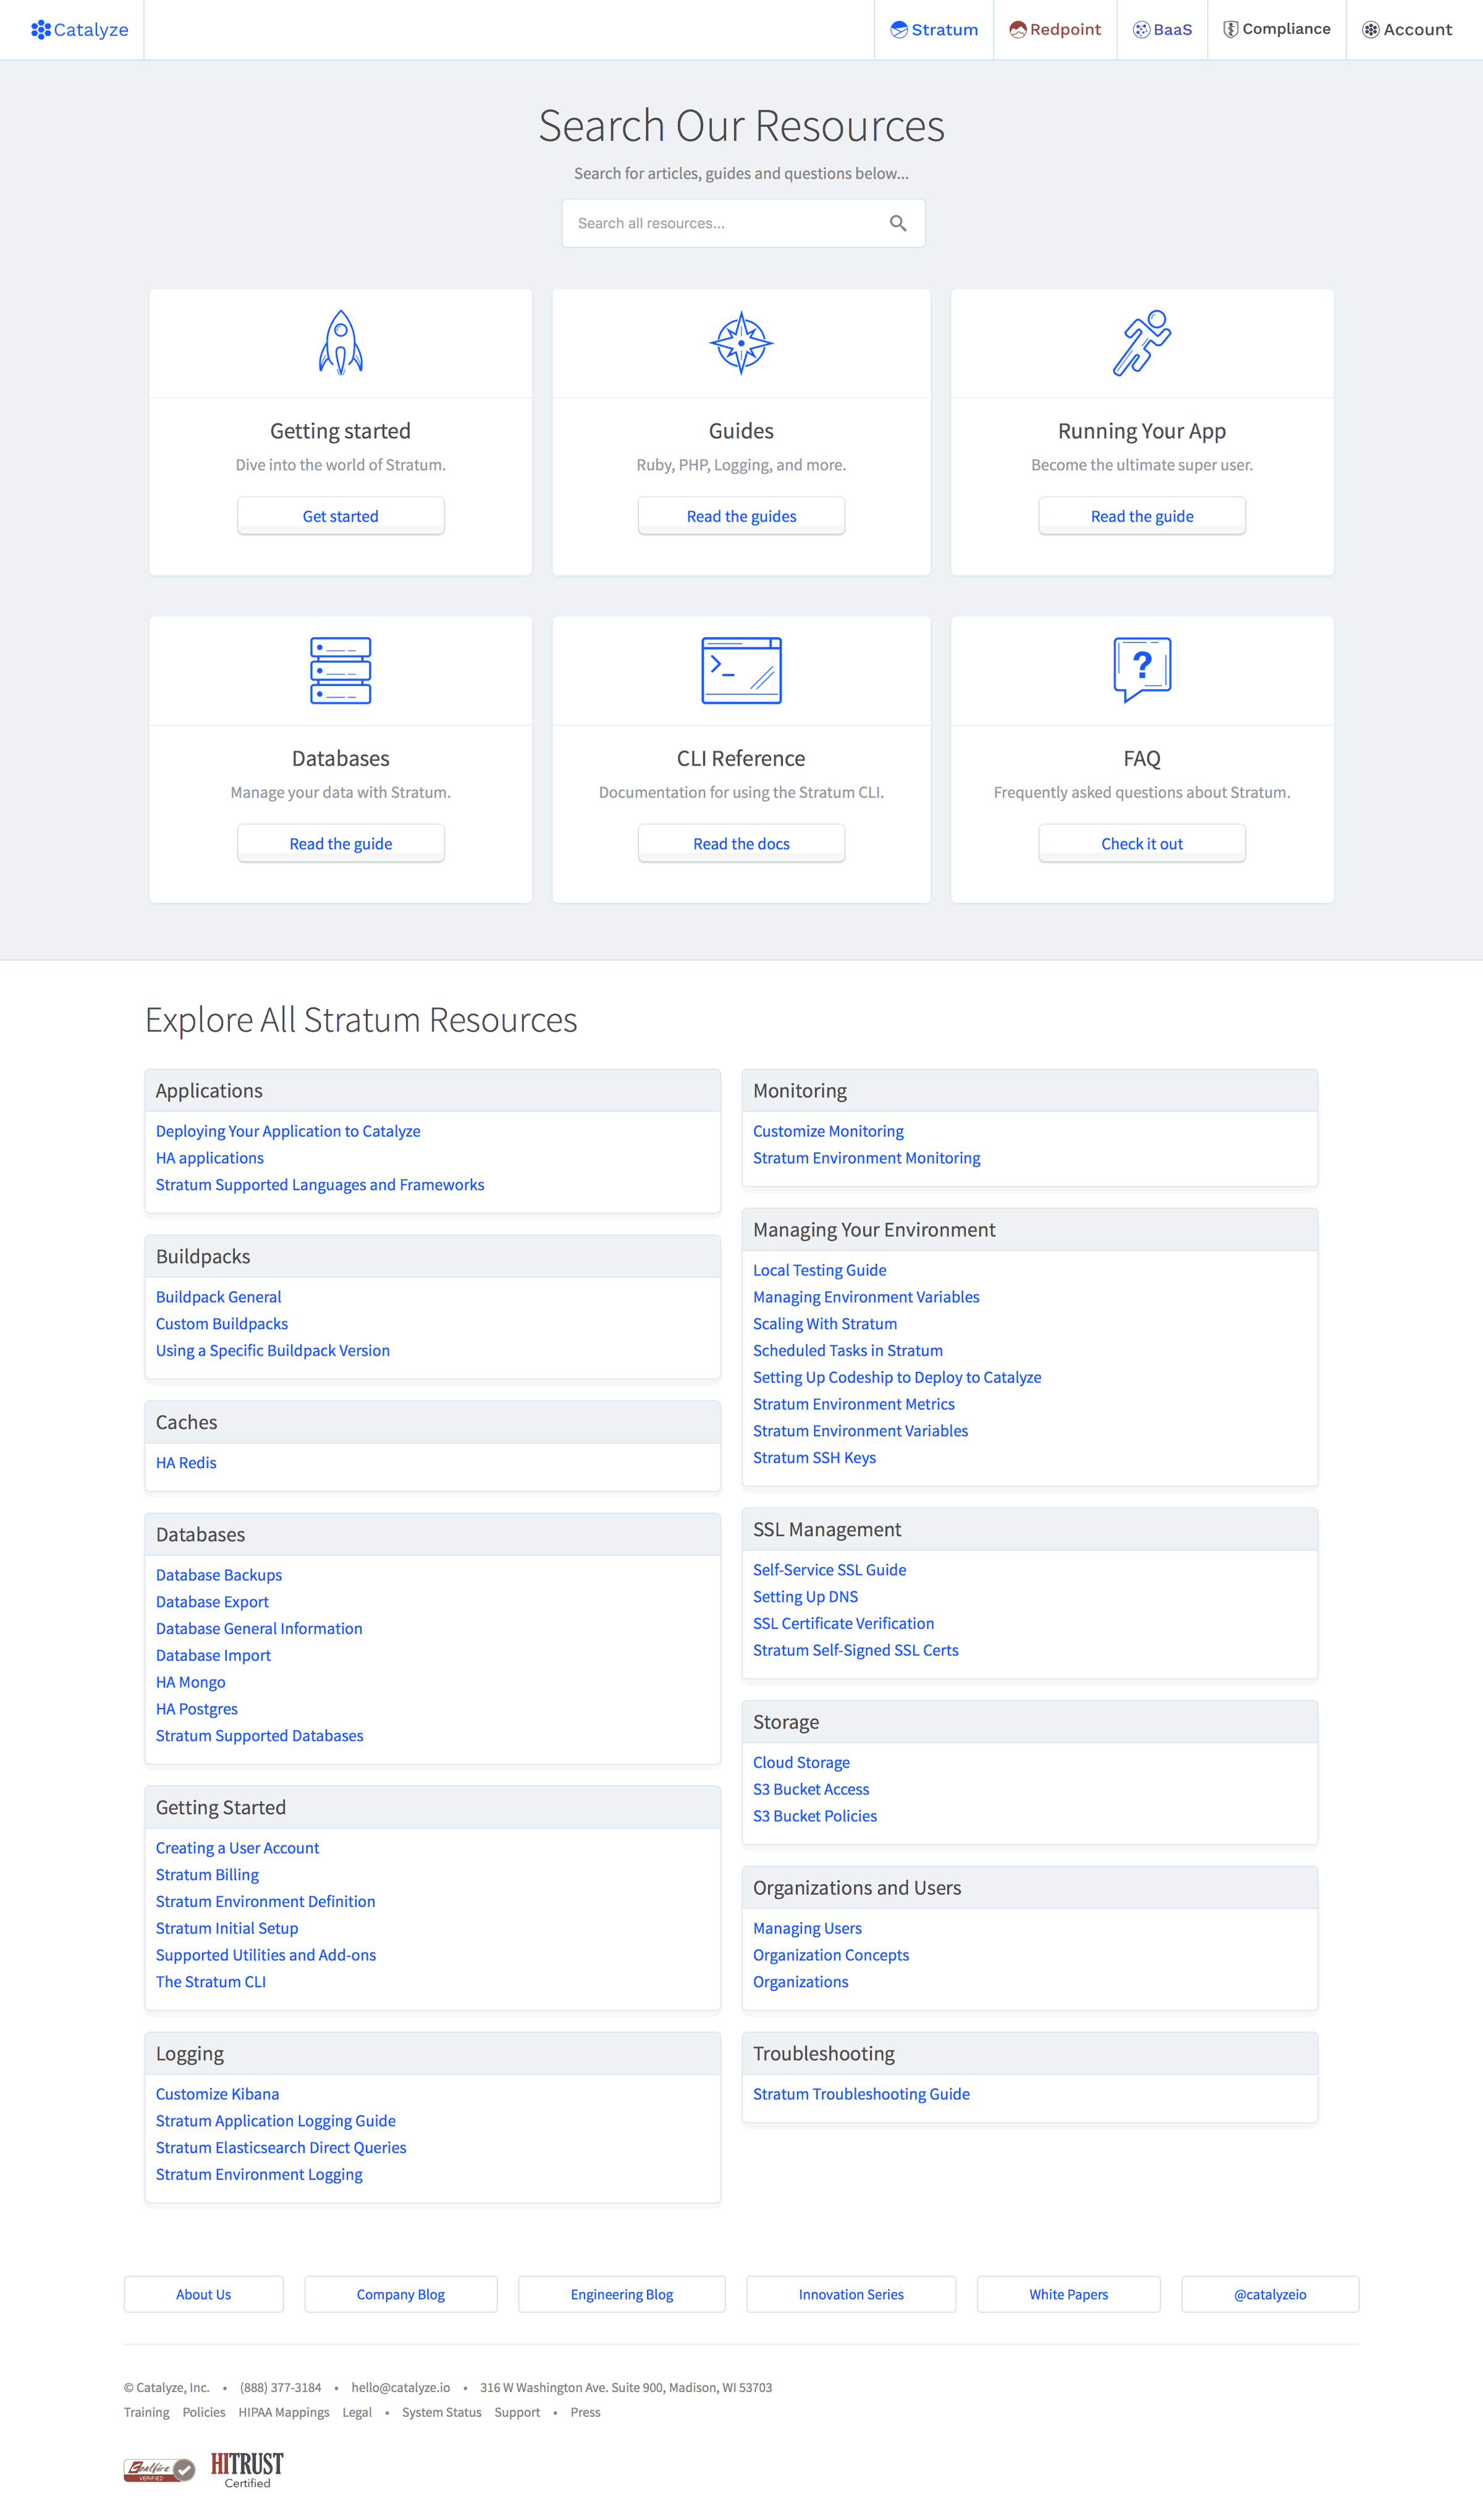 Catalyze
Stratum
Redpoint
BaaS
Compliance
Account
Search Our Resources
Search for articles, guides and questions below...
Search all resources...
Getting started
Dive into the world of Stratum.
Get started
Guides
Ruby, PHP, Logging, and more.
Read the guides
Running Your App
Become the ultimate super user.
Read the guide
Databases
Manage your data with Stratum.
Read the guide
CLI Reference
Documentation for using the Stratum CLI.
Read the docs
?
FAQ
Frequently asked questions about Stratum.
Check it out
Explore All Stratum Resources
Applications
Deploying Your Application to Catalyze
HA applications
Stratum Supported Languages and Frameworks
Buildpacks
Buildpack General
Custom Buildpacks
Using a Specific Buildpack Version
Caches
HA Redis
Databases
Database Backups
Database Export
Database General Information
Database Import
HA Mongo
HA Postgres
Stratum Supported Databases
Getting Started
Creating a User Account
Stratum Billing
Stratum Environment Definition
Stratum Initial Setup
Supported Utilities and Add-ons
The Stratum CLI
Logging
Customize Kibana
Stratum Application Logging Guide
Stratum Elasticsearch Direct Queries
Stratum Environment Logging
Monitoring
Customize Monitoring
Stratum Environment Monitoring
Managing Your Environment
Local Testing Guide
Managing Environment Variables
Scaling With Stratum
Scheduled Tasks in Stratum
Setting Up Codeship to Deploy to Catalyze
Stratum Environment Metrics
Stratum Environment Variables
Stratum SSH Keys
SSL Management
Self-Service SSL Guide
Setting Up DNS
SSL Certificate Verification
Stratum Self-Signed SSL Certs
Storage
Cloud Storage
S3 Bucket Access
S3 Bucket Policies
Organizations and Users
Managing Users
Organization Concepts
Organizations
Troubleshooting
Stratum Troubleshooting Guide
About Us
Company Blog
Engineering Blog
Innovation Series
White Papers
@catalyzeio
© Catalyze, Inc. • (888) 377-3184 • hello@catalyze.io • 316 W Washington Ave. Suite 900, Madison, WI 53703
Training Policies HIPAA Mappings Legal • System Status Support • Press
Coalfire
VERIFIED
HITRUST
Certified